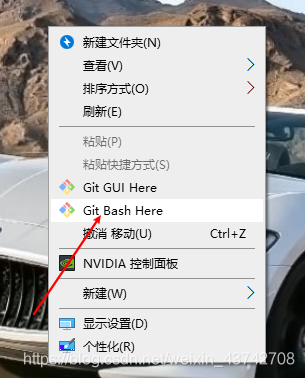 新建文件夹(N)
查看(V)
排序方式(O)
刷新(E)
粘贴(P)
粘贴快捷方式(S)
Git GUI Here
Git Bash Here
撤消 移动(U) Ctrl+Z
NVIDIA 控制面板
新建(W)
显示设置(D)
个性化(R)
https://blog.csdn.net/weixin_43742708